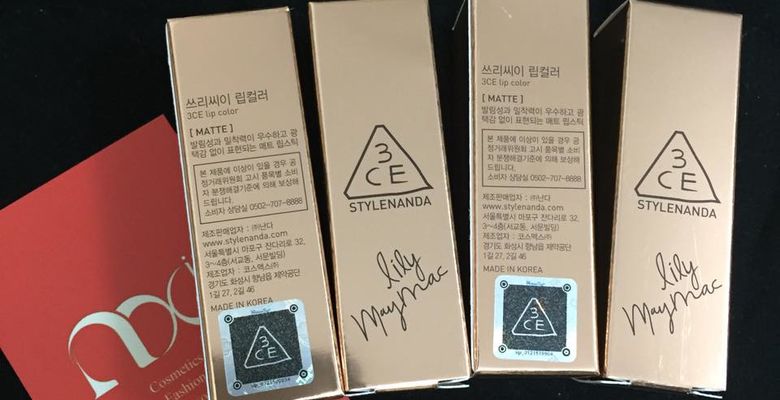 쓰리씨이 립컬러
3CE lip color
[ MATTE ]
발림성과 밀착력이 우수하고 광
택감 없이 표현되는 매트 립스틱
본 제품에 이상이 있을 경우 공
정거래위원회 고시 품목별 소비
자 분쟁해결기준에 의해 보상해
드립니다.
소비자 상담실 0502-707-8888
제조판매업자 : ㈜난다
www.stylenanda.com
서울특별시 마포구 잔다리로 32,
3~4층(서교동, 서문빌딩)
제조업자 : 코스맥스㈜
경기도 화성시 향남읍 제약공단
1길 27, 2길 46
MADE IN KOREA
3
CE
3
CE
STYLENANDA
lily
MayMac
쓰리씨이 립컬러
3CE lip color
[ MATTE ]
발림성과 밀착력이 우수하고 광
택감 없이 표현되는 매트 립스틱
본 제품에 이상이 있을 경우 공
정거래위원회 고시 품목별 소비
자 분쟁해결기준에 의해 보상해
드립니다.
소비자 상담실 0502-707-8888
제조판매업자 : ㈜난다
www.stylenanda.com
서울특별시 마포구 잔다리로 32,
3~4층(서교동, 서문빌딩)
제조업자 : 코스맥스㈜
경기도 화성시 향남읍 제약공단
1길 27, 2길 46
MADE IN KOREA
3
CE
3
CE
STYLENANDA
lily
MayMac
Cosmetics
Fashion